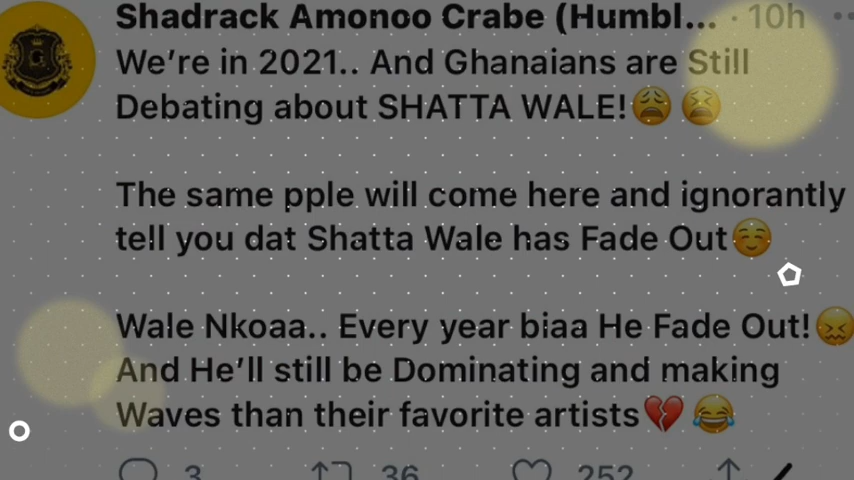 Shadrack Amonoo Crabe (Humbl... · 10h
We’re in 2021.. And Ghanaians are Still
Debating about SHATTA WALE!😩 😫
The same pple will come here and ignorantly
tell you dat Shatta Wale has Fade Out☺️
Wale Nkoaa.. Every year biaa He Fade Out!😖
And He’ll still be Dominating and making
Waves than their favorite artists💔 😂
3 36 252